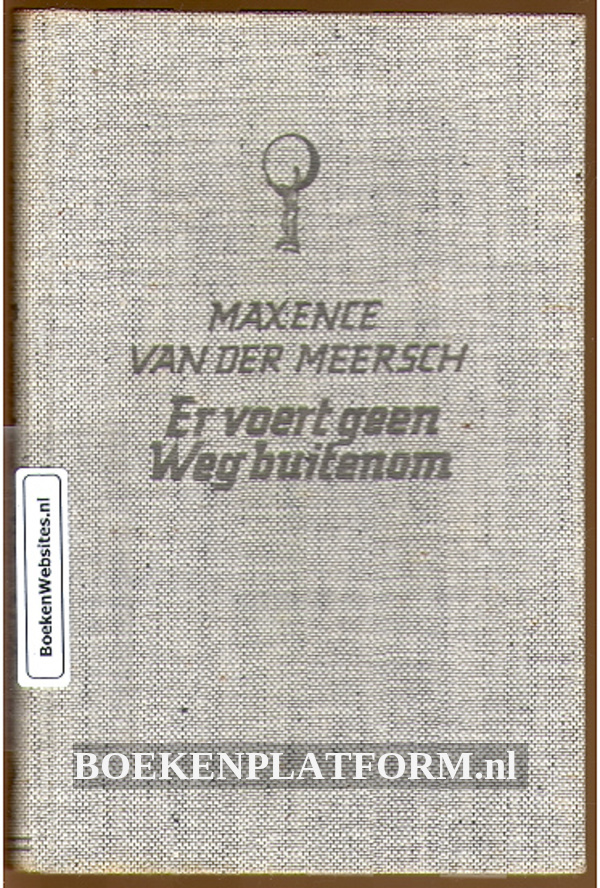 MAXENCE
VAN DER MEERSCH
Er voert geen
Weg buitenom
BoekenWebsites.nl
BOEKENPLATFORM.nl